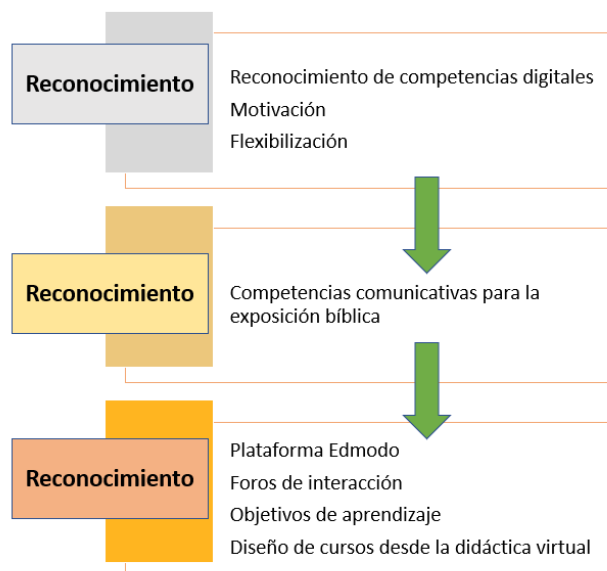 Reconocimiento
Reconocimiento de competencias digitales
Motivación
Flexibilización
Reconocimiento
Competencias comunicativas para la
exposición bíblica
Reconocimiento
Plataforma Edmodo
Foros de interacción
Objetivos de aprendizaje
Diseño de cursos desde la didáctica virtual